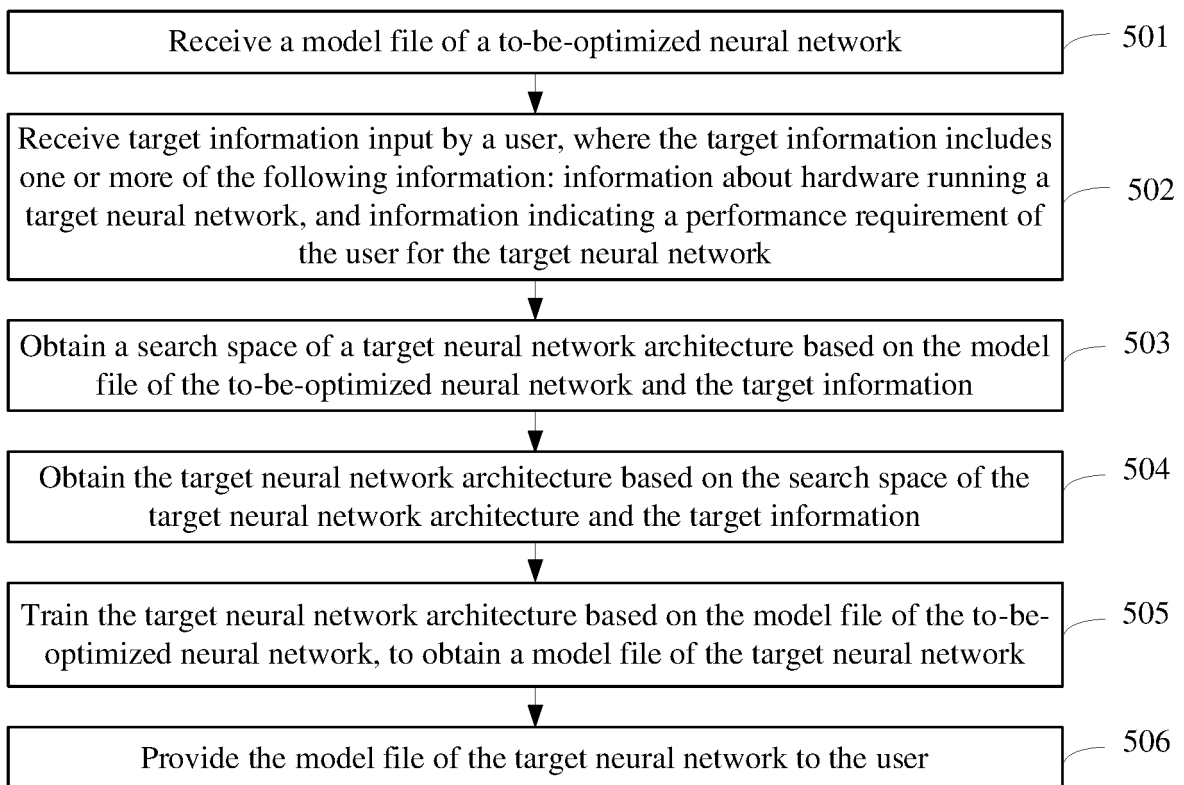 Receive a model file of a to-be-optimized neural network
501
Receive target information input by a user, where the target information includes
one or more of the following information: information about hardware running a
target neural network, and information indicating a performance requirement of
the user for the target neural network
502
Obtain a search space of a target neural network architecture based on the model
file of the to-be-optimized neural network and the target information
503
Obtain the target neural network architecture based on the search space of the
target neural network architecture and the target information
504
Train the target neural network architecture based on the model file of the to-be-
optimized neural network, to obtain a model file of the target neural network
505
Provide the model file of the target neural network to the user
506